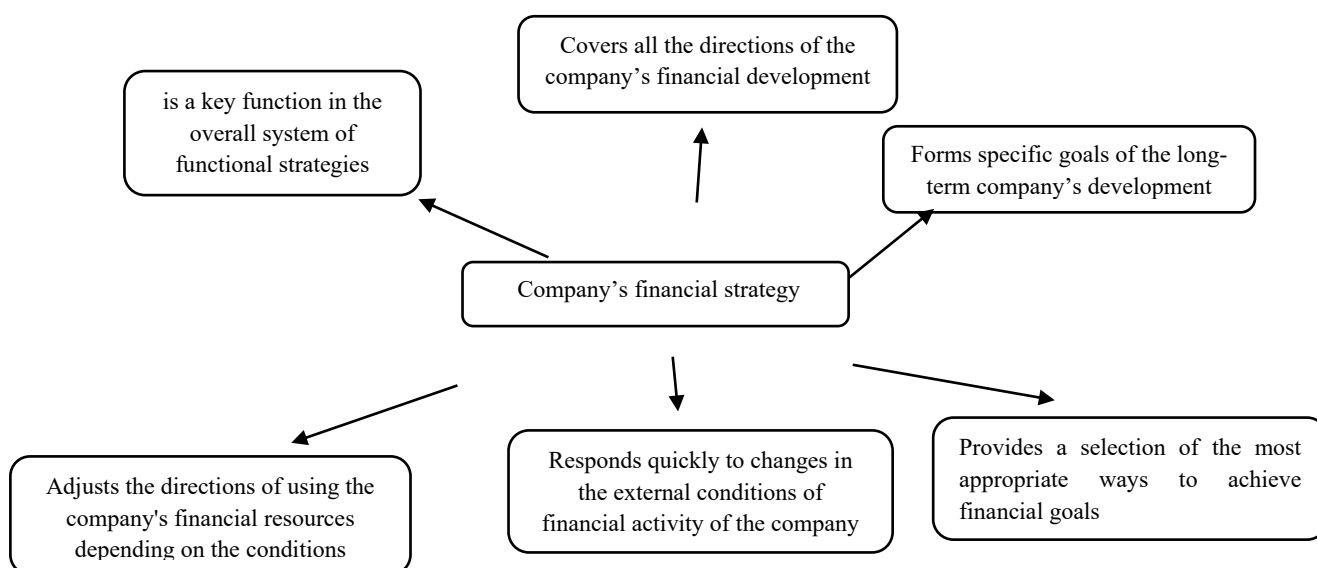 Covers all the directions of the
company’s financial development
is a key function in the
overall system of
functional strategies
Forms specific goals of the long-
term company’s development
Company’s financial strategy
Adjusts the directions of using the
company's financial resources
depending on the conditions
Responds quickly to changes in
the external conditions of
financial activity of the company
Provides a selection of the most
appropriate ways to achieve
financial goals